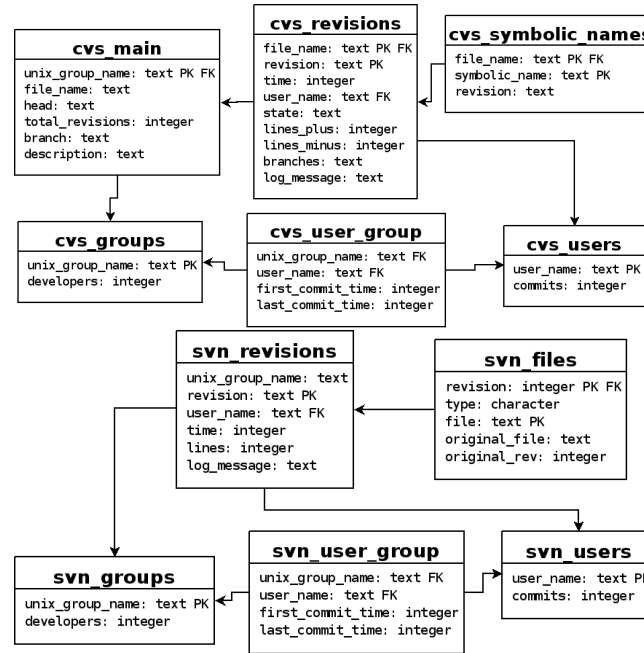 cvs_main
unix_group_name: text PK FK
file_name: text
head: text
total_revisions: integer
branch: text
description: text
cvs_revisions
file_name: text PK FK
revision: text PK
time: integer
user_name: text FK
state: text
lines_plus: integer
lines_minus: integer
branches: text
log_message: text
cvs_symbolic_names
file_name: text PK FK
symbolic_name: text PK
revision: text
cvs_groups
unix_group_name: text PK
developers: integer
cvs_user_group
unix_group_name: text FK
user_name: text FK
first_commit_time: integer
last_commit_time: integer
cvs_users
user_name: text PK
commits: integer
svn_revisions
unix_group_name: text
revision: text PK
user_name: text FK
time: integer
lines: integer
log_message: text
svn_files
revision: integer PK FK
type: character
file: text PK
original_file: text
original_rev: integer
svn_groups
unix_group_name: text PK
developers: integer
svn_user_group
unix_group_name: text FK
user_name: text FK
first_commit_time: integer
last_commit_time: integer
svn_users
user_name: text PK
commits: integer